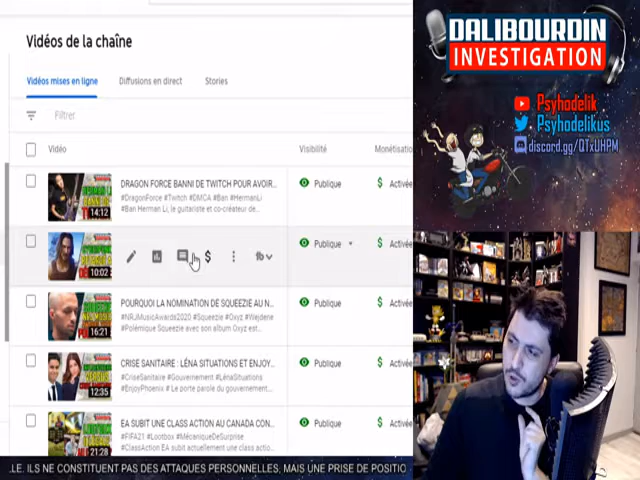 Vidéos de la chaîne
Vidéos mises en ligne
Diffusions en direct
Stories
Filtrer
Vidéo
Visibilité
Monétisatio
DRAGON FORCE BANNI DE TWITCH POUR AVOIR...
#DragonForce #Twitch #DMCA #Ban #HermanLi
#Ban Herman Li, le guitariste et co-créateur de...
14:12
Publique
$ Activée
10:02
$
Publique
$ Activée
POURQUOI LA NOMINATION DE SQUEEZIE AU N...
#NRJMusicAwards2020 #Squeezie #Oxyz #Wejdene
#Polémique Squeezie avec son album Oxyz est...
16:21
Publique
$ Activée
CRISE SANITAIRE : LÉNA SITUATIONS ET ENJOY...
#CriseSanitaire #Gouvernement #LénaSituations
#EnjoyPhoenix # Le porte parole du gouvernement...
12:35
Publique
$ Activée
EA SUBIT UNE CLASS ACTION AU CANADA CON...
#FIFA21 #Lootbox #MécaniqueDeSurprise
#ClassAction EA subit actuellement une class actio...
21:28
Publique
$ Activée
.LE. ILS NE CONSTITUENT PAS DES ATTAQUES PERSONNELLES, MAIS UNE PRISE DE POSITIO
DALIBOURDIN
INVESTIGATION
Psyhodelik
Psyhodelikus
discord.gg/QTxUHPM